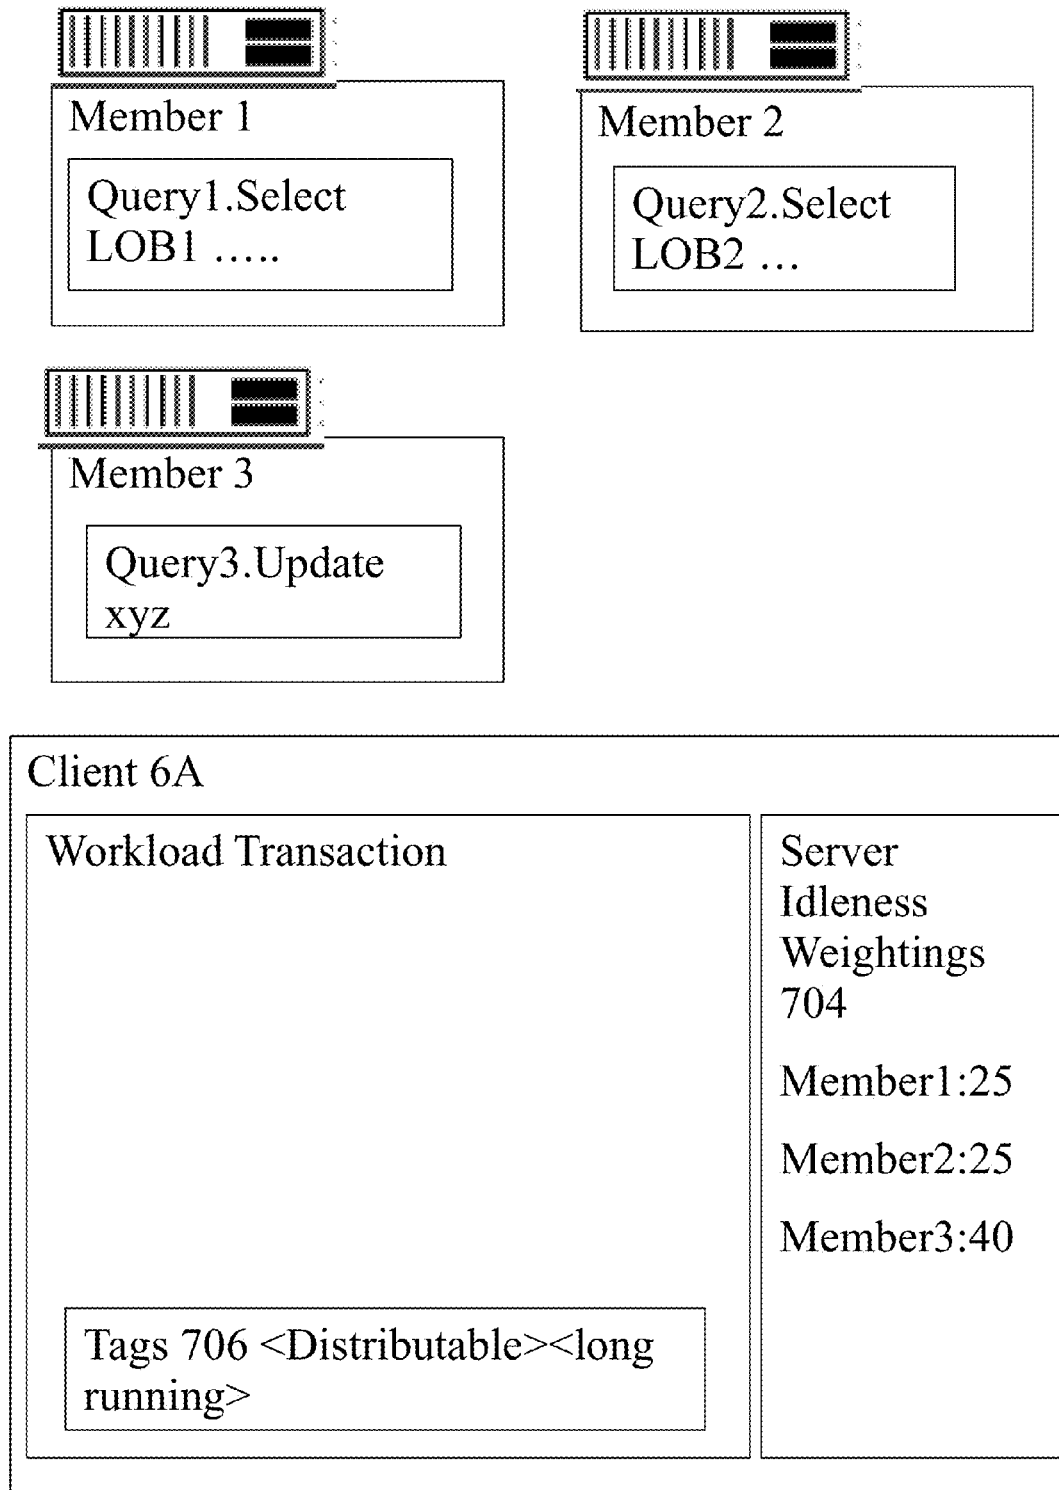 Member 1
Query1.Select
LOB1 .....
Member 2
Query2.Select
LOB2 ...
Member 3
Query3.Update
xyz
Client 6A
Workload Transaction
Tags 706 <Distributable><long
running>
Server
Idleness
Weightings
704
Member1:25
Member2:25
Member3:40